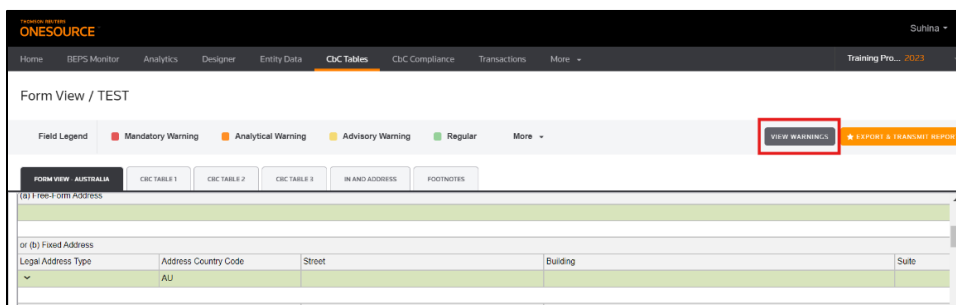 THOMSON REUTERS
ONESOURCE™
Suhina
Home BEPS Monitor Analytics Designer Entity Data CbC Tables CbC Compliance Transactions More Training Pro... 2023
Form View / TEST
Field Legend Mandatory Warning Analytical Warning Advisory Warning Regular More VIEW WARNINGS EXPORT & TRANSMIT REPOR
FORM VIEW - AUSTRALIA CBC TABLE 1 CBC TABLE 2 CBC TABLE 3 IN AND ADDRESS FOOTNOTES
(a) Free-Form Address
or (b) Fixed Address
Legal Address Type Address Country Code Street Building Suite
AU